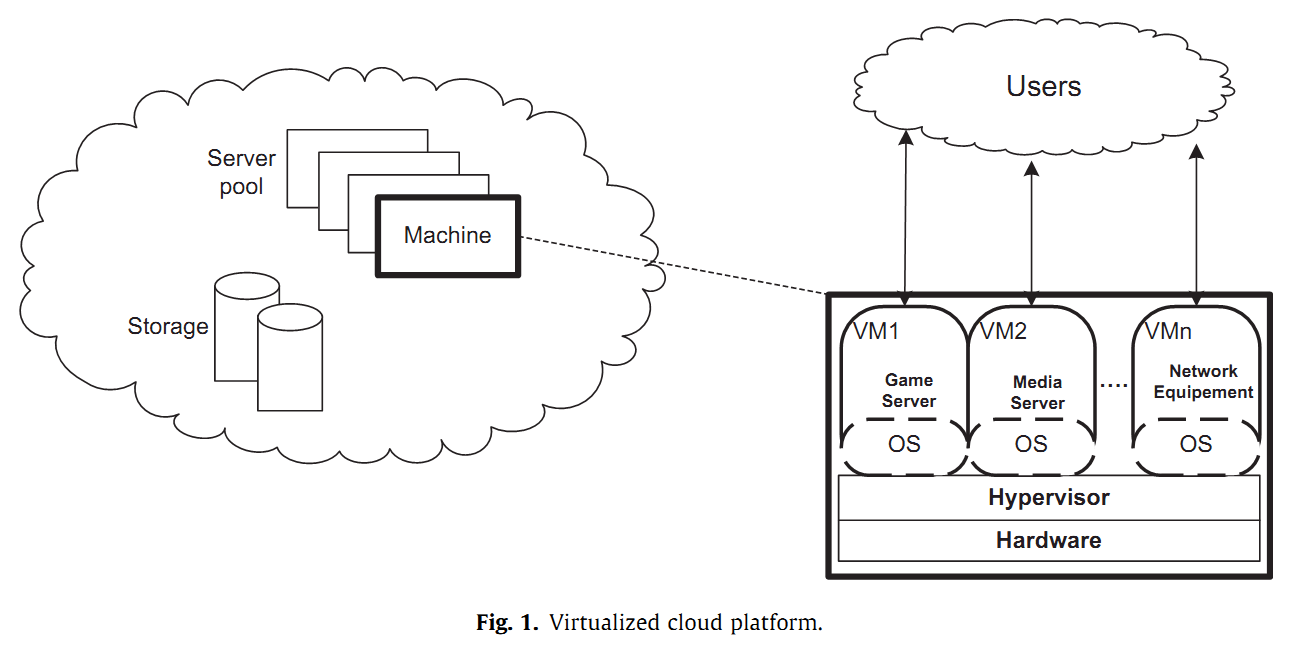 Users
Server
pool
Machine
Storage
VM1
VM2
VMn
Game
Server
Media
Server
....
Network
Equipement
OS
OS
OS
Hypervisor
Hardware
Fig. 1. Virtualized cloud platform.